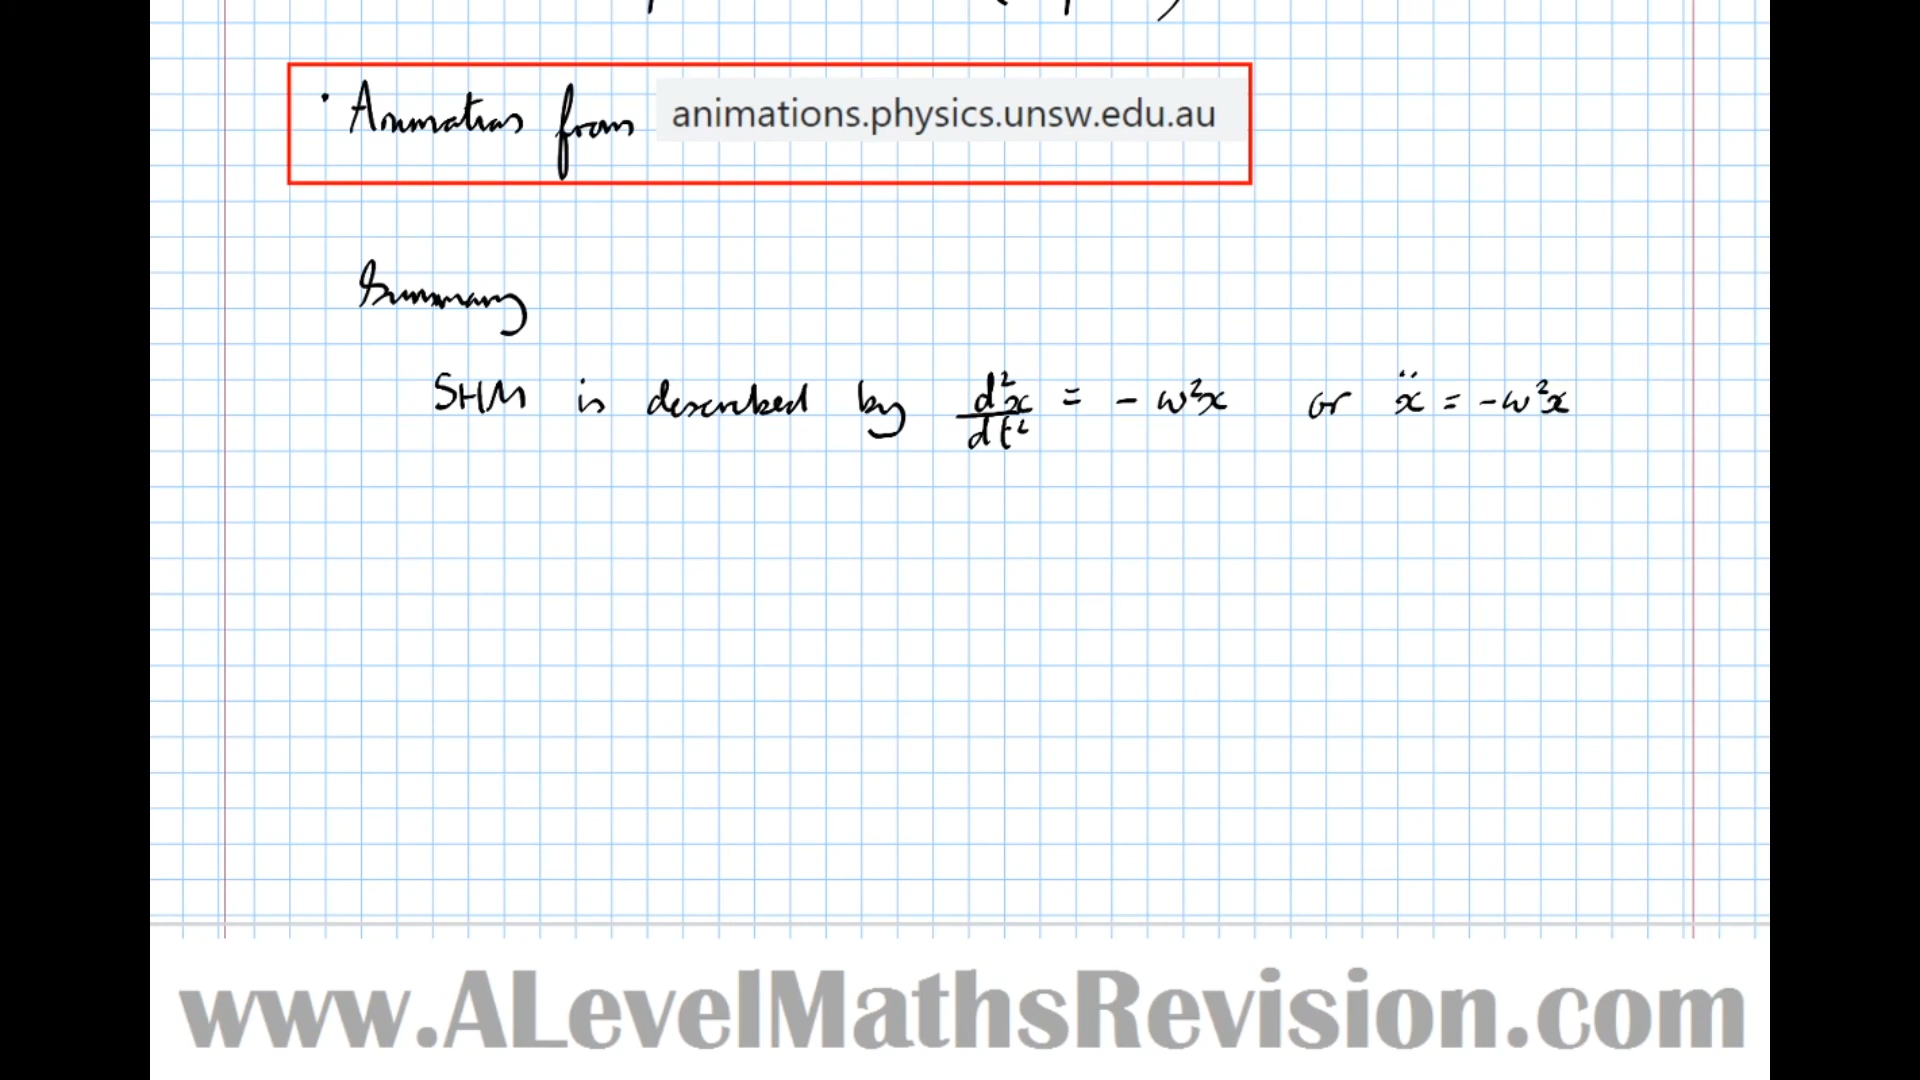 · Animations from animations.physics.unsw.edu.au
Summary
SHM is described by d²x/dt² = - ω²x or ẍ = -ω²x
www.ALevelMathsRevision.com